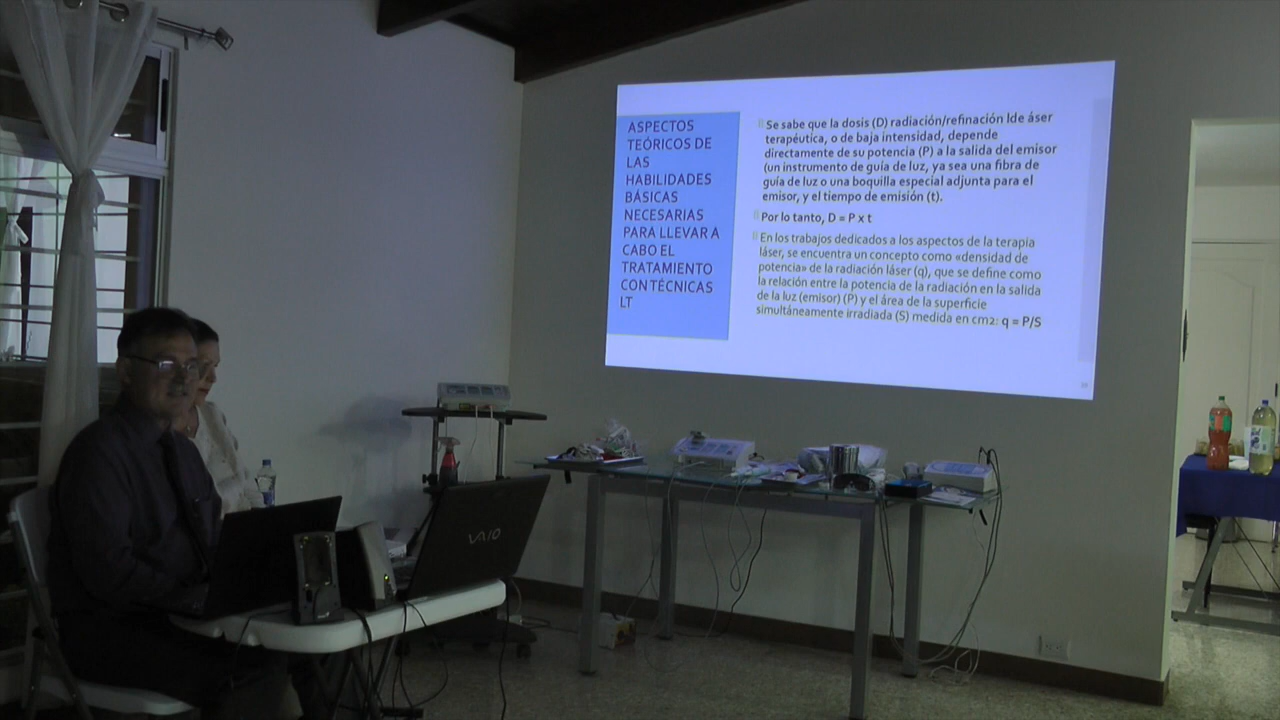 ASPECTOS
TEÓRICOS DE
LAS
HABILIDADES
BÁSICAS
NECESARIAS
PARA LLEVAR A
CABO EL
TRATAMIENTO
CON TÉCNICAS
LT
Se sabe que la dosis (D) radiación/refinación lde áser
terapéutica, o de baja intensidad, depende
directamente de su potencia (P) a la salida del emisor
(un instrumento de guía de luz, ya sea una fibra de
guía de luz o una boquilla especial adjunta para el
emisor, y el tiempo de emisión (t).
Por lo tanto, D = P x t
En los trabajos dedicados a los aspectos de la terapia
láser, se encuentra un concepto como «densidad de
potencia» de la radiación láser (q), que se define como
la relación entre la potencia de la radiación en la salida
de la luz (emisor) (P) y el área de la superficie
simultáneamente irradiada (S) medida en cm2: q = P/S
VAIO